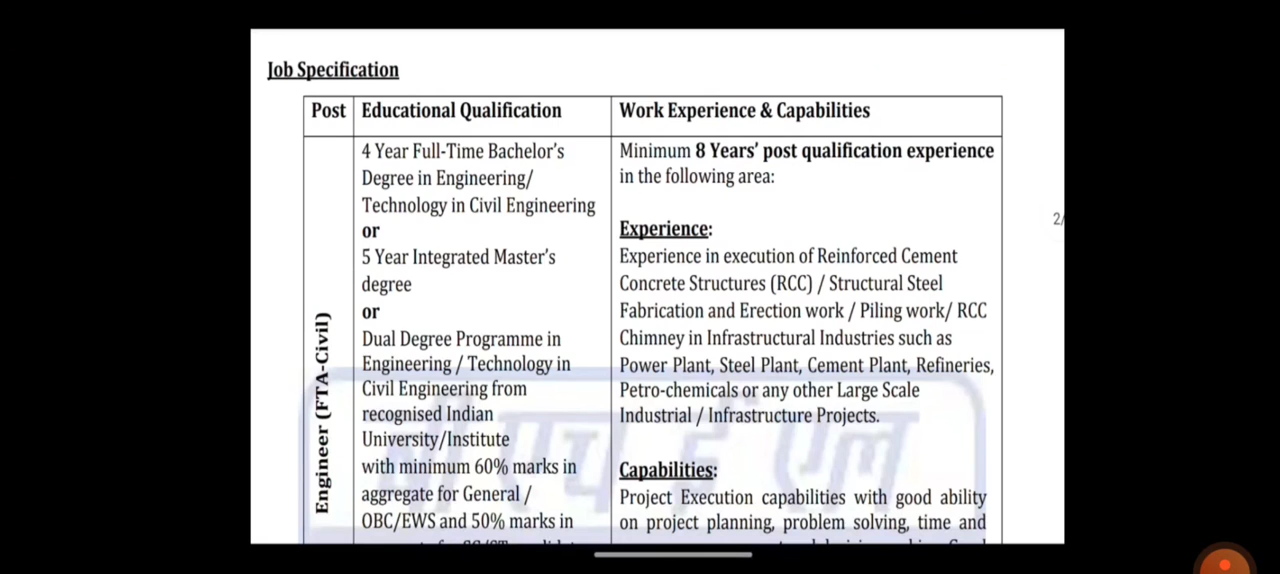 Job Specification
Post Educational Qualification Work Experience & Capabilities
Engineer (FTA-Civil)
4 Year Full-Time Bachelor's
Degree in Engineering/
Technology in Civil Engineering
or
5 Year Integrated Master's
degree
or
Dual Degree Programme in
Engineering / Technology in
Civil Engineering from
recognised Indian
University/Institute
with minimum 60% marks in
aggregate for General /
OBC/EWS and 50% marks in
Minimum 8 Years' post qualification experience
in the following area:
Experience:
Experience in execution of Reinforced Cement
Concrete Structures (RCC) / Structural Steel
Fabrication and Erection work / Piling work/ RCC
Chimney in Infrastructural Industries such as
Power Plant, Steel Plant, Cement Plant, Refineries,
Petro-chemicals or any other Large Scale
Industrial / Infrastructure Projects.
Capabilities:
Project Execution capabilities with good ability
on project planning, problem solving, time and
2/
बी एच ई एल